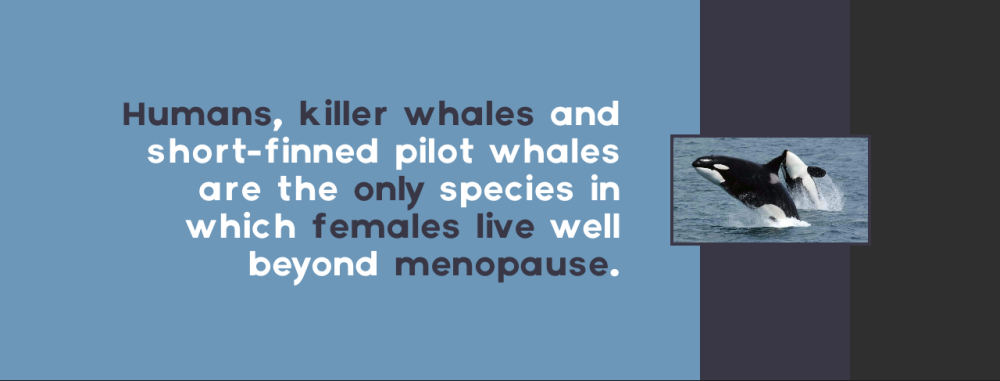 Humans, killer whales and
short-finned pilot whales
are the only species in
which females live well
beyond menopause.